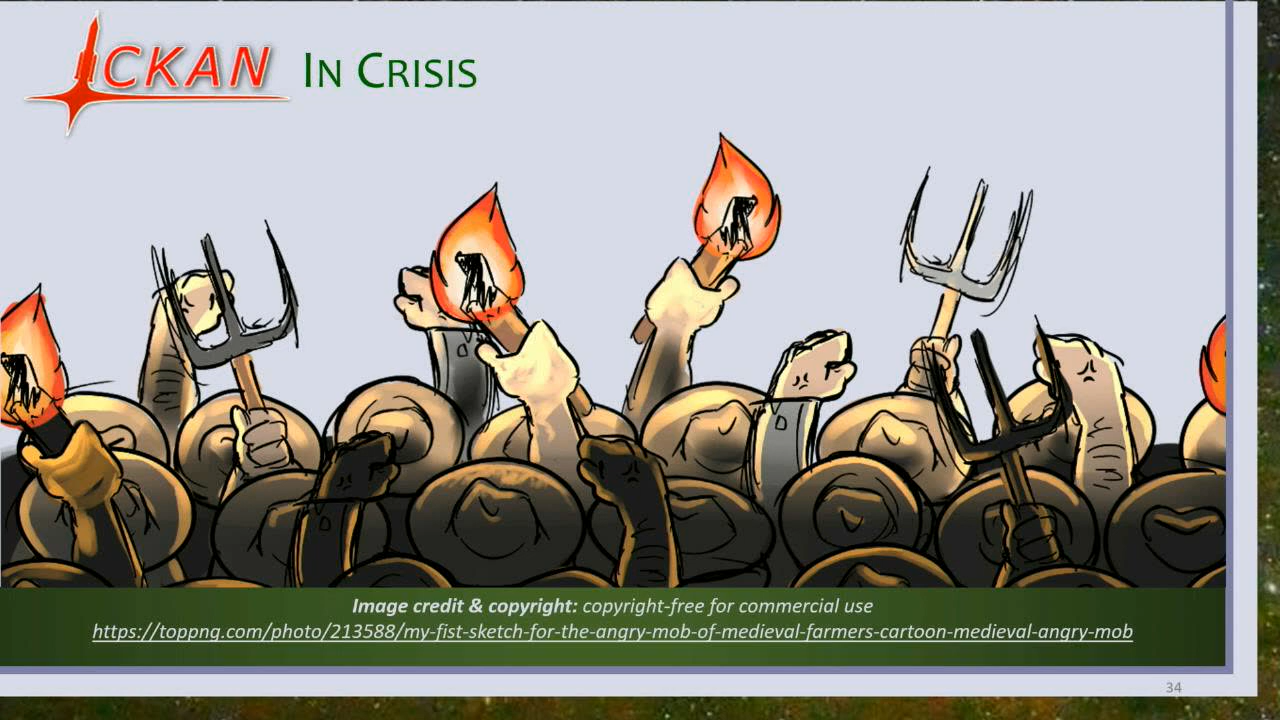 ICKAN IN CRISIS
Image credit & copyright: copyright-free for commercial use
https://toppng.com/photo/213588/my-fist-sketch-for-the-angry-mob-of-medieval-farmers-cartoon-medieval-angry-mob
34